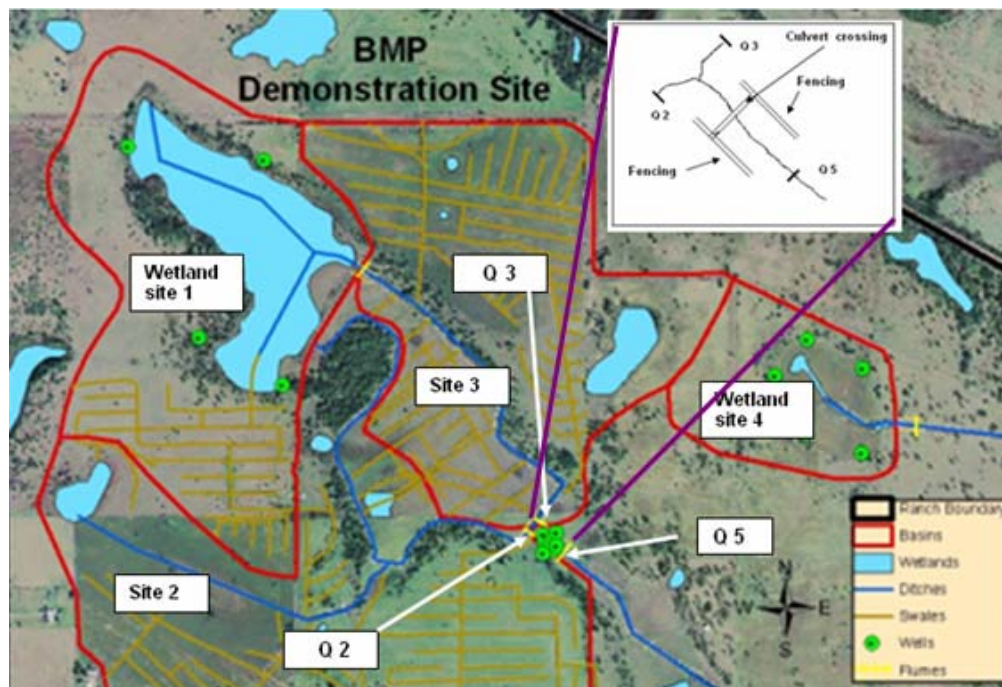 BMP
Demonstration Site
Culvert crossing
Q 3
Fencing
Q 2
Fencing
Q 5
Wetland
site 1
Q 3
Site 3
Wetland
site 4
Q 5
Site 2
Q 2
N
W E
S
Ranch Boundary
Basins
Wetlands
Ditches
Swales
Wells
Flumes